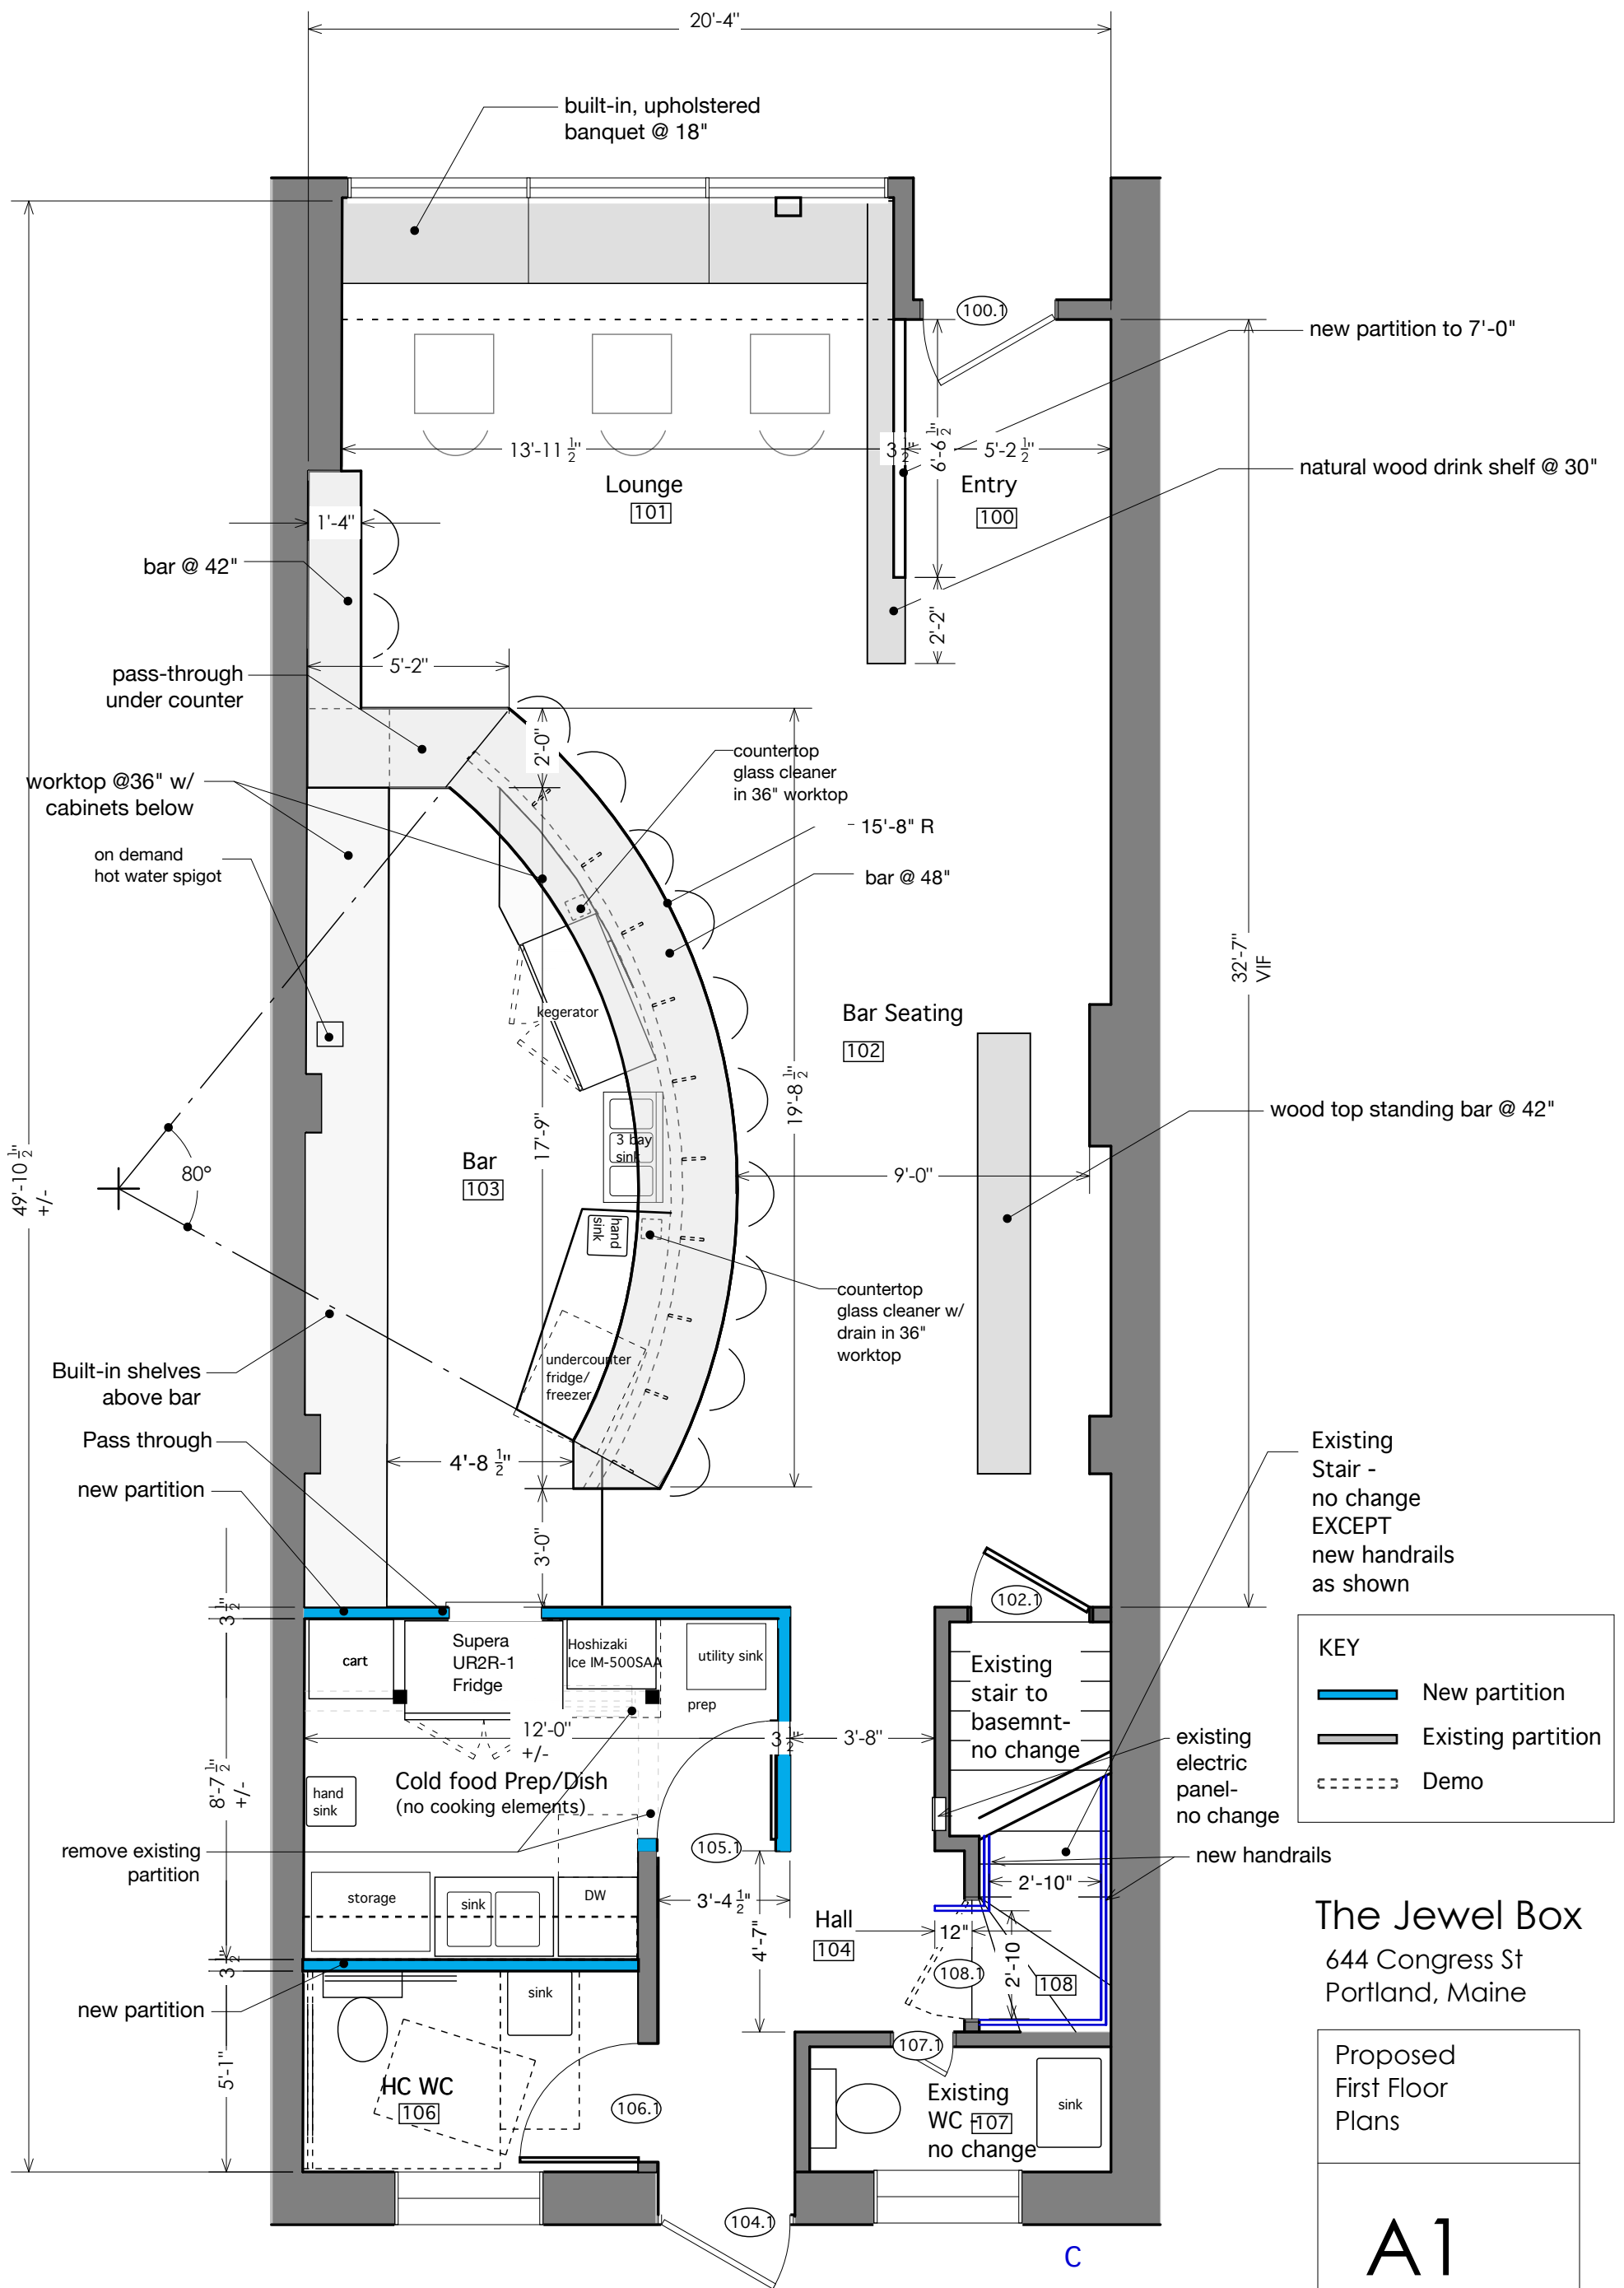 20'-4"
built-in, upholstered
banquet @ 18"
100.1
new partition to 7'-0"
13'-11 1/2"
3 1/2"
6'-6 1/2"
5'-2 1/2"
natural wood drink shelf @ 30"
Lounge
101
Entry
100
1'-4"
bar @ 42"
2'-2"
5'-2"
pass-through
under counter
2'-0"
countertop
glass cleaner
in 36" worktop
worktop @36" w/
cabinets below
15'-8" R
on demand
hot water spigot
bar @ 48"
32'-7"
VIF
kegerator
Bar Seating
102
19'-8 1/2"
wood top standing bar @ 42"
17'-9"
3 bay
sink
Bar
103
80°
9'-0"
49'-10 1/2"
+/-
hand
sink
countertop
glass cleaner w/
drain in 36"
worktop
undercounter
fridge/
freezer
Built-in shelves
above bar
Pass through
4'-8 1/2"
new partition
Existing
Stair -
no change
EXCEPT
new handrails
as shown
3'-0"
102.1
3 1/2"
cart
Supera
UR2R-1
Fridge
Hoshizaki
Ice IM-500SAA
utility sink
prep
Existing
stair to
basemnt-
no change
KEY
New partition
Existing partition
Demo
12'-0"
+/-
3 1/2"
3'-8"
existing
electric
panel-
no change
8'-7 1/2"
+/-
Cold food Prep/Dish
(no cooking elements)
hand
sink
remove existing
partition
105.1
new handrails
2'-10"
storage
sink
DW
3'-4 1/2"
Hall
104
12"
4'-7"
2'-10
108.1
108
The Jewel Box
644 Congress St
Portland, Maine
3 1/2"
new partition
sink
107.1
5'-1"
HC WC
106
106.1
Existing
WC -
107
no change
sink
Proposed
First Floor
Plans
104.1
C
A1